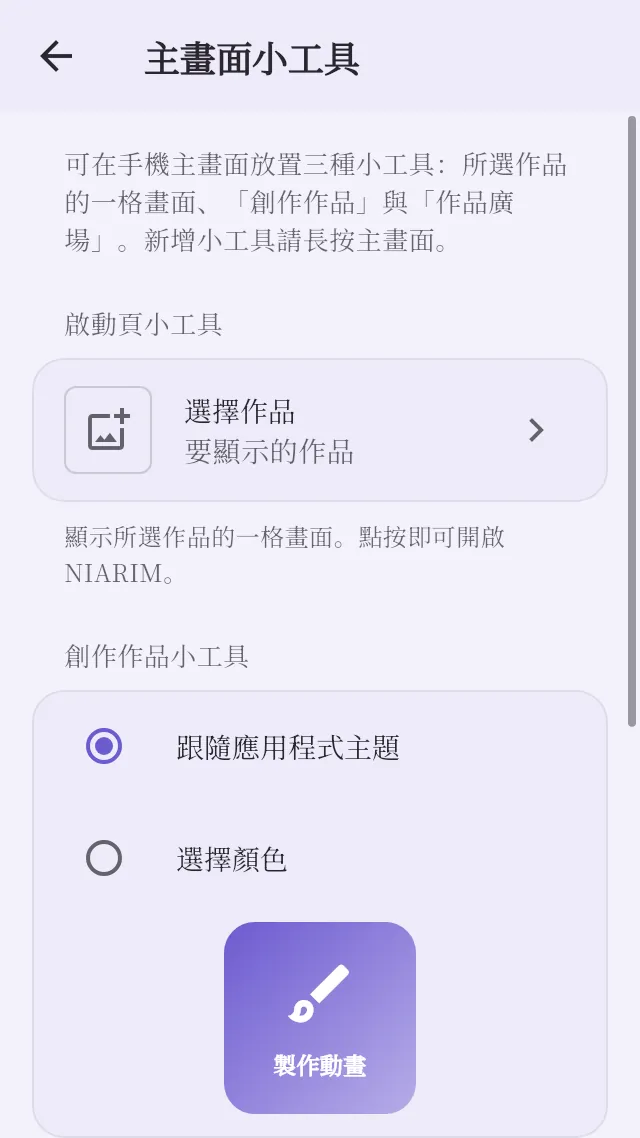 主畫面小工具
可在手機主畫面放置三種小工具：所選作品
的一格畫面、「創作作品」與「作品廣
場」。新增小工具請長按主畫面。
啟動頁小工具
選擇作品
要顯示的作品
顯示所選作品的一格畫面。點按即可開啟
NIARIM。
創作作品小工具
跟隨應用程式主題
選擇顏色
製作動畫